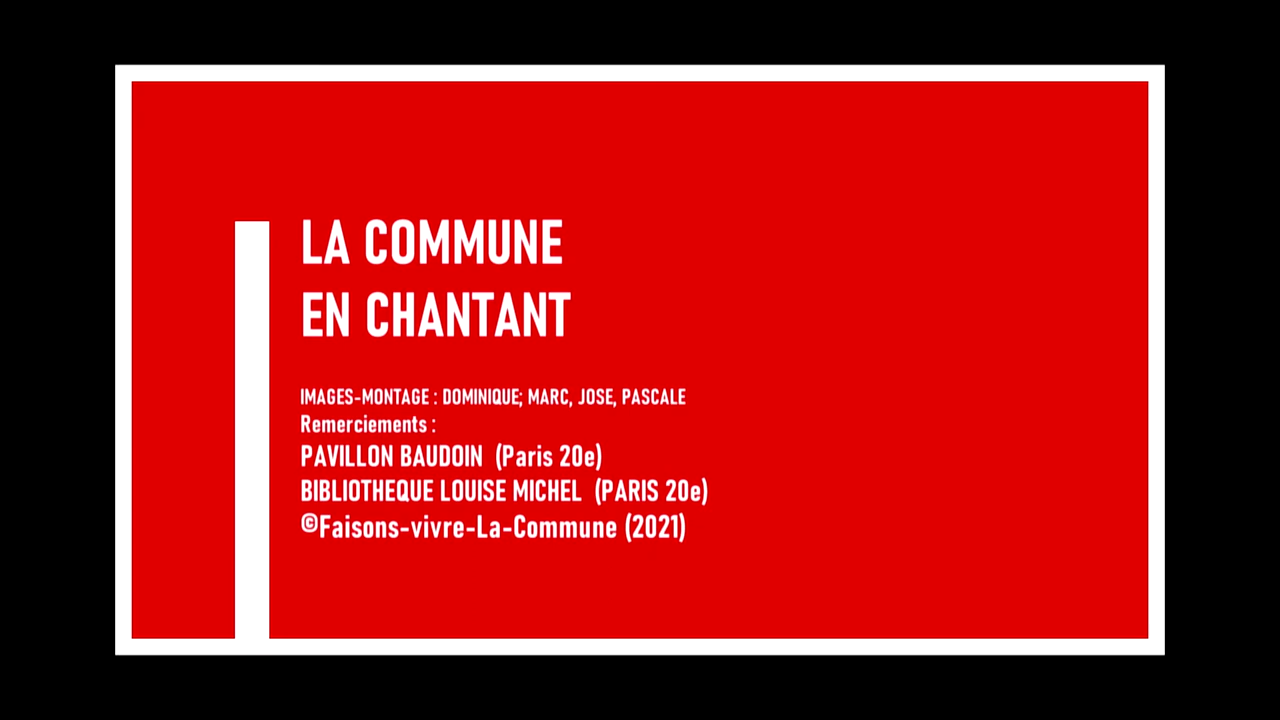 LA COMMUNE
EN CHANTANT
IMAGES-MONTAGE : DOMINIQUE; MARC, JOSE, PASCALE
Remerciements :
PAVILLON BAUDOIN (Paris 20e)
BIBLIOTHEQUE LOUISE MICHEL (PARIS 20e)
©Faisons-vivre-La-Commune (2021)